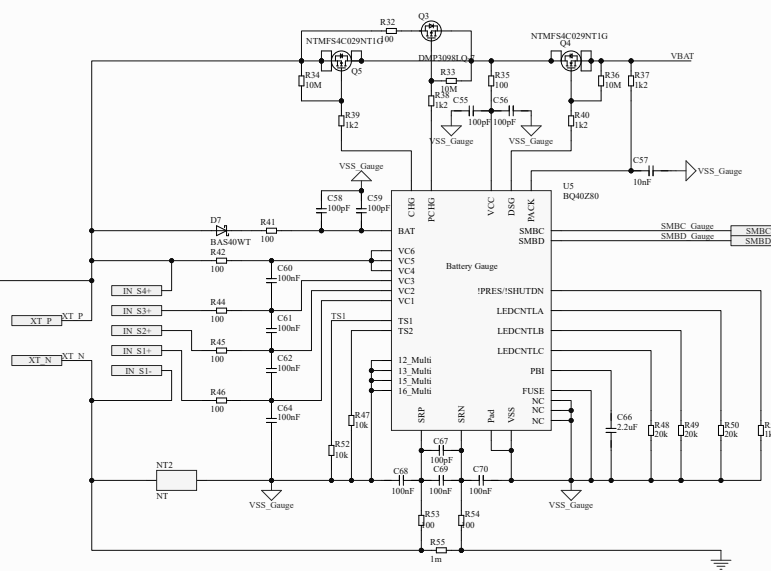 Q3
R32
100
NTMFS4C029NT1G
Q5
DMP3098LQ-7
NTMFS4C029NT1G
Q4
VBAT
R34
10M
R33
10M
R38
1k2
R35
100
R36
10M
R37
1k2
R39
1k2
C55
100pF
C56
100pF
R40
1k2
VSS_Gauge
VSS_Gauge
VSS_Gauge
C57
10nF
VSS_Gauge
C58
100pF
C59
100pF
CHG
PCHG
VCC
DSG
PACK
U5
BQ40Z80
D7
BAS40WT
R41
100
BAT
SMBC
SMBD
SMBC_Gauge
SMBD_Gauge
SMBC
SMBD
R42
100
VC6
VC5
VC4
VC3
VC2
VC1
Battery Gauge
C60
100nF
IN_S4+
IN_S3+
IN_S2+
IN_S1+
IN_S1-
!PRES/!SHUTDN
XT_P
XT_P
R44
100
C61
100nF
TS1
TS1
TS2
LEDCNTLA
LEDCNTLB
LEDCNTLC
R45
100
XT_N
XT_N
C62
100nF
12_Multi
13_Multi
15_Multi
16_Multi
PBI
FUSE
NC
NC
NC
R46
100
C64
100nF
R47
10k
SRP
SRN
Pad
VSS
C66
2.2uF
R48
20k
R49
20k
R50
20k
R52
10k
C67
100pF
NT2
NT
C68
100nF
C69
100nF
C70
100nF
VSS_Gauge
VSS_Gauge
R53
100
R54
100
R55
1m